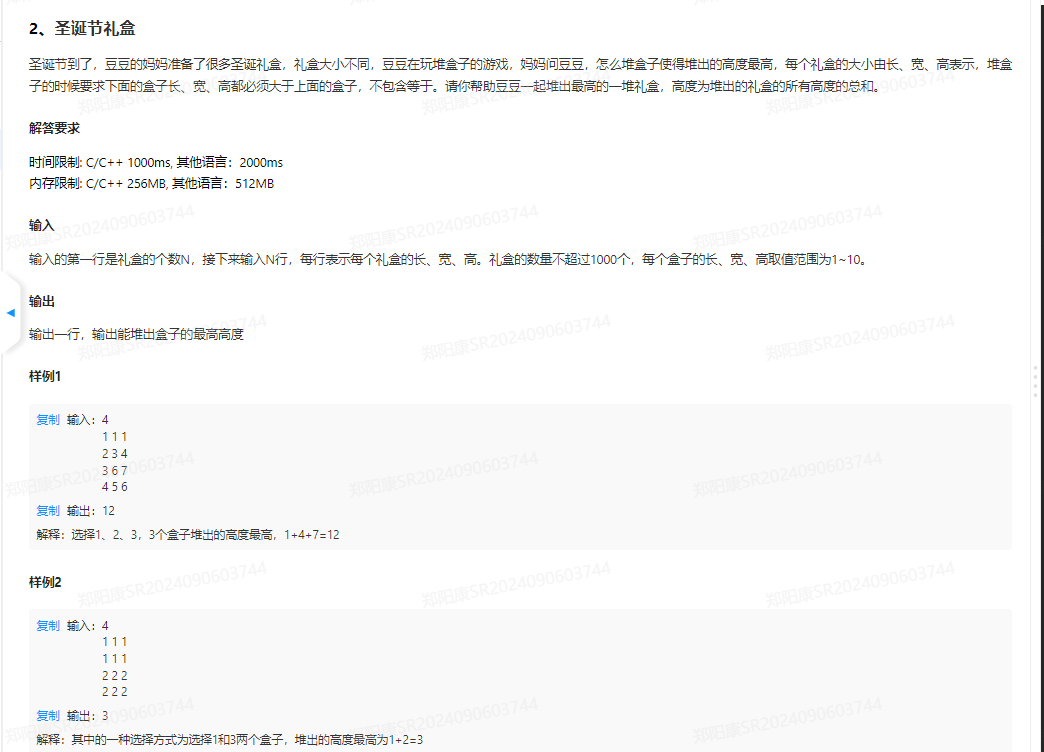 2、圣诞节礼盒
圣诞节到了，豆豆的妈妈准备了很多圣诞礼盒，礼盒大小不同，豆豆在玩堆盒子的游戏，妈妈问豆豆，怎么堆盒子使得堆出的高度最高，每个礼盒的大小由长、宽、高表示，堆盒
子的时候要求下面的盒子长、宽、高都必须大于上面的盒子，不包含等于。请你帮助豆豆一起堆出最高的一堆礼盒，高度为堆出的礼盒的所有高度的总和。
解答要求
时间限制: C/C++ 1000ms, 其他语言：2000ms
内存限制: C/C++ 256MB, 其他语言：512MB
输入
输入的第一行是礼盒的个数N，接下来输入N行，每行表示每个礼盒的长、宽、高。礼盒的数量不超过1000个，每个盒子的长、宽、高取值范围为1~10。
输出
输出一行，输出能堆出盒子的最高高度
样例1
复制 输入：4
1 1 1
2 3 4
3 6 7
4 5 6
复制 输出：12
解释：选择1、2、3，3个盒子堆出的高度最高，1+4+7=12
样例2
复制 输入：4
1 1 1
1 1 1
2 2 2
2 2 2
复制 输出：3
解释：其中的一种选择方式为选择1和3两个盒子，堆出的高度最高为1+2=3
郑阳康SR2024090603744